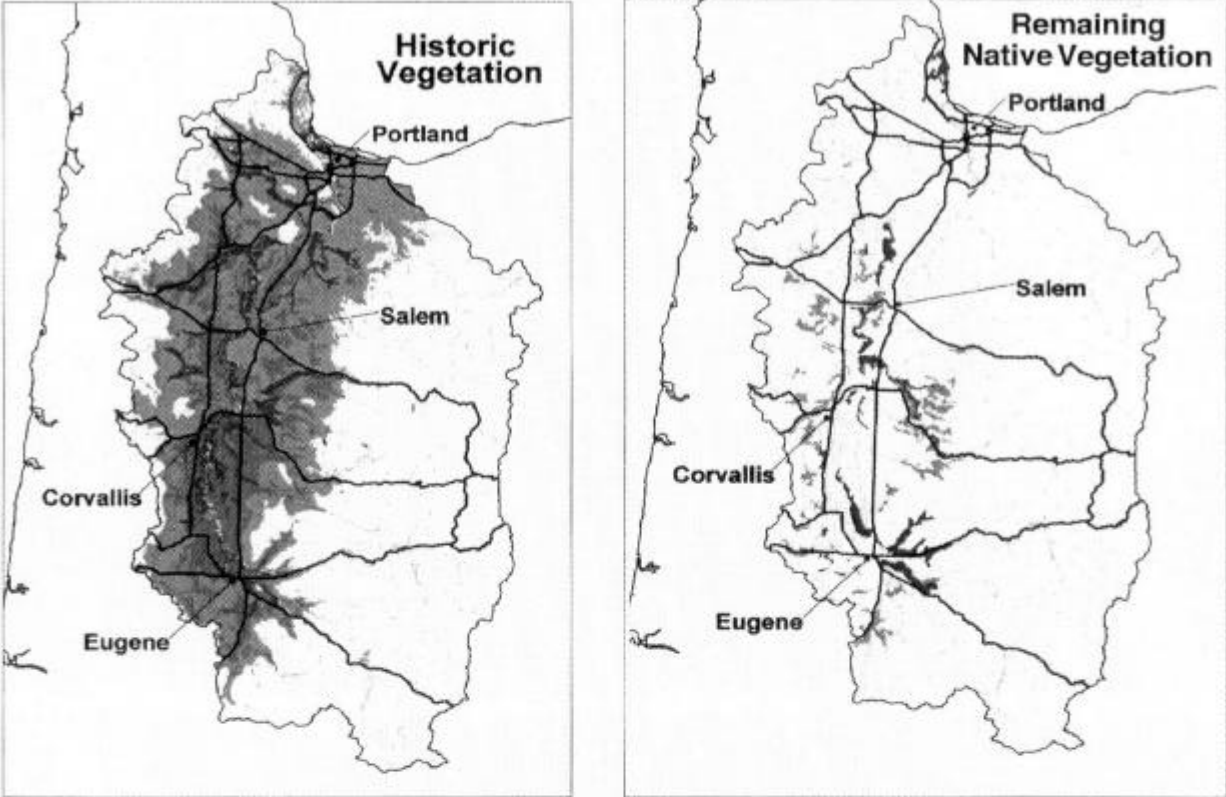 Historic
Vegetation
Portland
Salem
Corvallis
Eugene
Remaining
Native Vegetation
Portland
Salem
Corvallis
Eugene